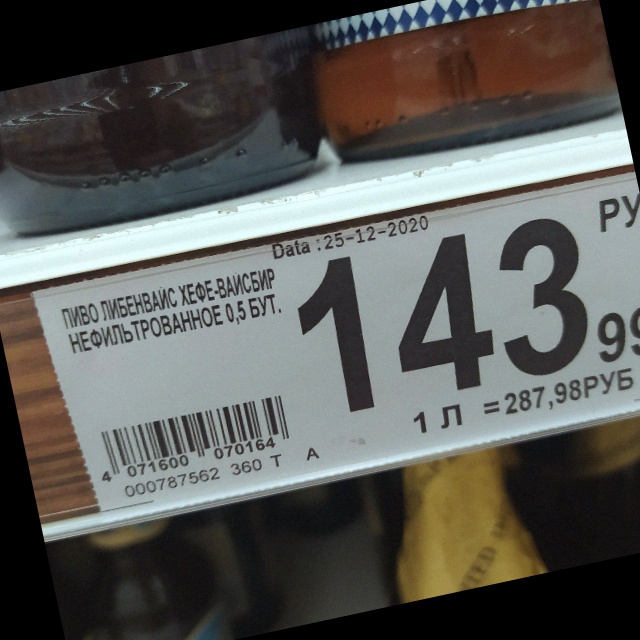 Data :25-12-2020
ПИВО ЛИБЕНВАЙС ХЕФЕ-ВАИСБИР
НЕФИЛЬТРОВАННОЕ 0,5 БУТ.
143 РУ
99
1 Л =287,98РУБ
4 071600 070164
000787562 360 Т А